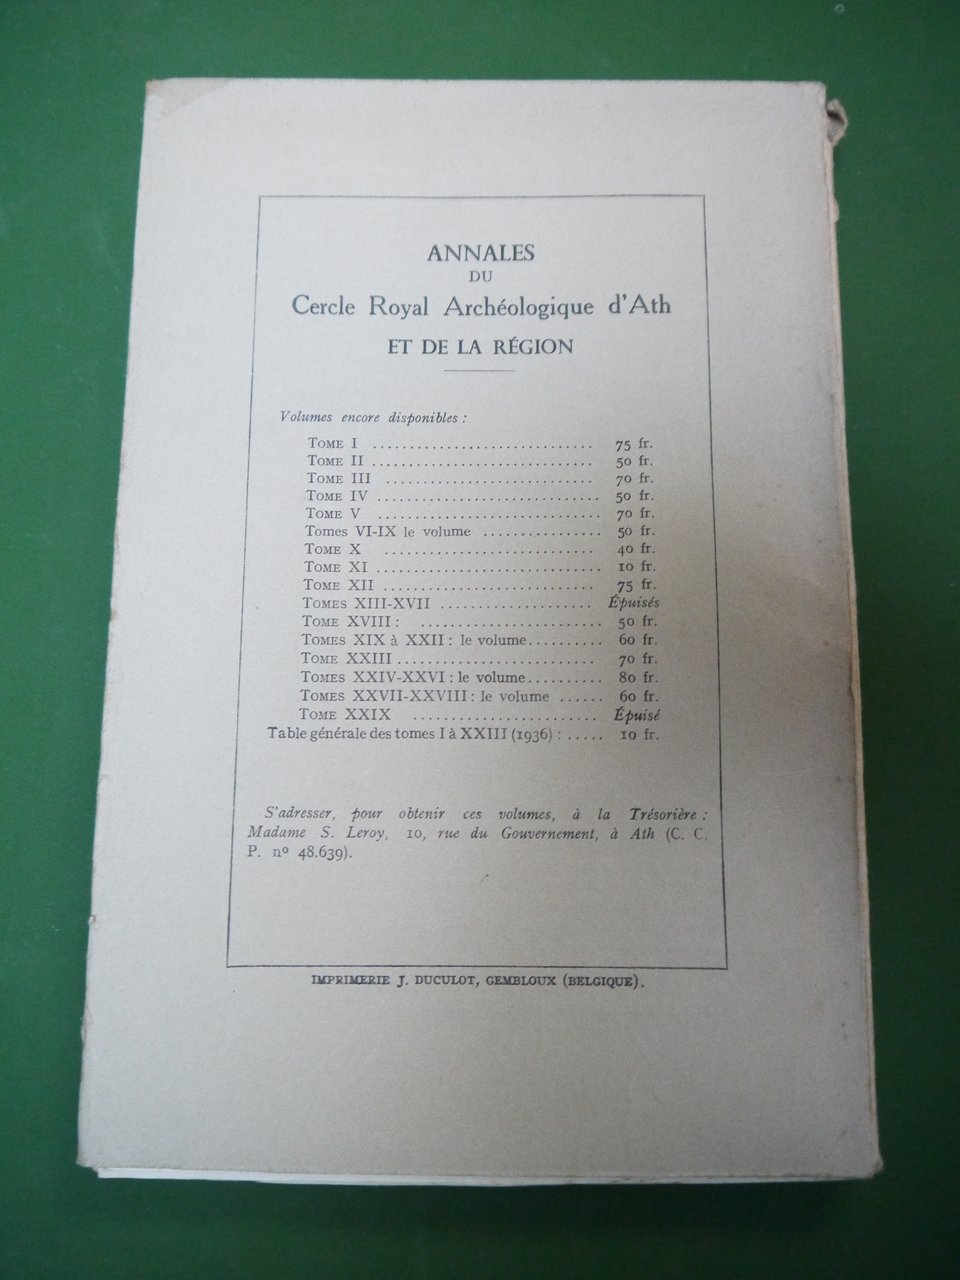 ANNALES
DU
Cercle Royal Archéologique d'Ath
ET DE LA RÉGION
Volumes encore disponibles :
TOME I .............................. 75 fr.
TOME II .............................. 50 fr.
TOME III ............................ 70 fr.
TOME IV .............................. 50 fr.
TOME V .............................. 70 fr.
Tomes VI-IX le volume ................ 50 fr.
TOME X ............................ 40 fr.
TOME XI .............................. 10 fr.
TOME XII ............................ 75 fr.
TOMES XIII-XVII .................... Épuisés
TOME XVIII : ........................ 50 fr.
TOMES XIX à XXII : le volume.......... 60 fr.
TOME XXIII .......................... 70 fr.
TOMES XXIV-XXVI : le volume.......... 80 fr.
TOMES XXVII-XXVIII : le volume ...... 60 fr.
TOME XXIX ........................ Épuisé
Table générale des tomes I à XXIII (1936) : ..... 10 fr.
S'adresser, pour obtenir ces volumes, à la Trésorière :
Madame S. Leroy, 10, rue du Gouvernement, à Ath (C. C.
P. nº 48.639).
IMPRIMERIE J. DUCULOT, GEMBLOUX (BELGIQUE).